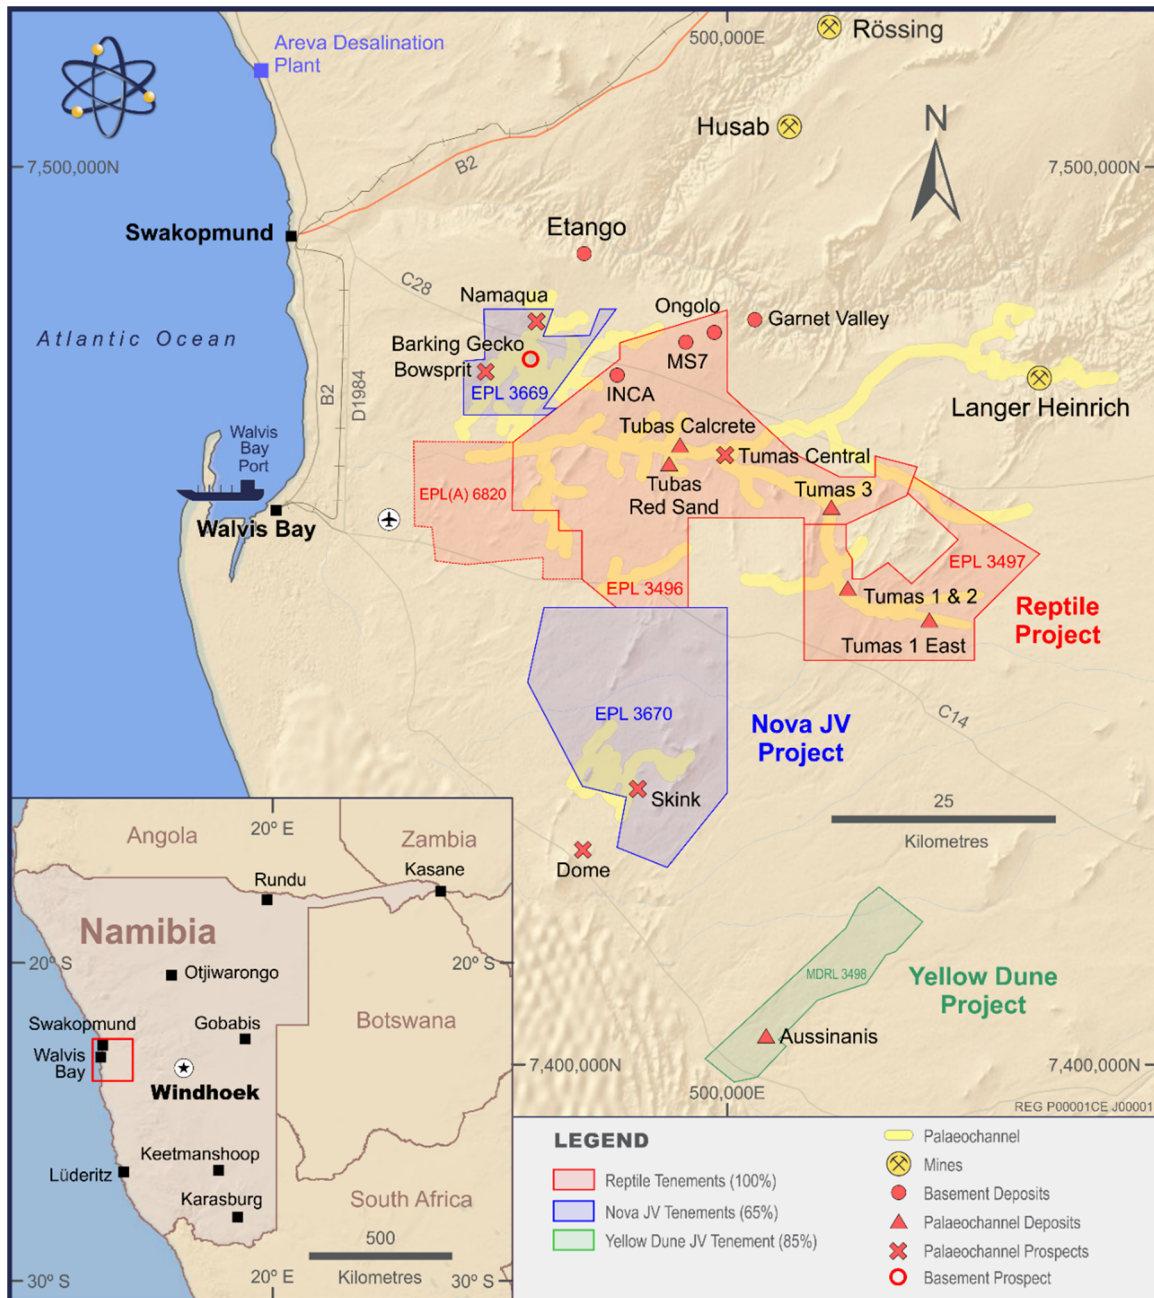 Areva Desalination
Plant
500,000E
Rössing
Husab
N
7,500,000N
7,500,000N
B2
Swakopmund
Etango
C28
Namaqua
Ongolo
Garnet Valley
Atlantic Ocean
Barking Gecko
MS7
Bowsprit
B2
D1984
EPL 3669
INCA
Langer Heinrich
Walvis
Bay
Port
Tubas Calcrete
Tumas Central
EPL(A) 6820
Tubas
Red Sand
Tumas 3
Walvis Bay
EPL 3497
EPL 3496
Tumas 1 & 2
Reptile
Project
Tumas 1 East
EPL 3670
Nova JV
Project
C14
Skink
25
Kilometres
Dome
MDRL 3498
Yellow Dune
Project
Aussinanis
7,400,000N
7,400,000N
500,000E
REG P00001CE J00001
Angola
20° E
Zambia
Kasane
Rundu
Namibia
20° S
Otjiwarongo
20° S
Swakopmund
Gobabis
Botswana
Walvis
Bay
Windhoek
Keetmanshoop
Lüderitz
Karasburg
South Africa
500
Kilometres
30° S
20° E
30° S
LEGEND
Reptile Tenements (100%)
Nova JV Tenements (65%)
Yellow Dune JV Tenement (85%)
Palaeochannel
Mines
Basement Deposits
Palaeochannel Deposits
Palaeochannel Prospects
Basement Prospect